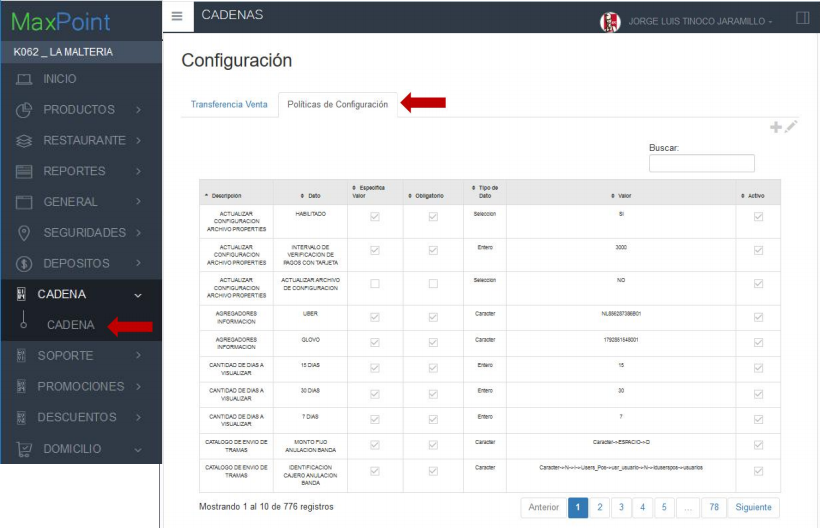 MaxPoint
CADENAS
JORGE LUIS TINOCO JARAMILLO
K062 _ LA MALTERIA
INICIO
PRODUCTOS
RESTAURANTE
REPORTES
GENERAL
SEGURIDADES
DEPOSITOS
CADENA
CADENA
SOPORTE
PROMOCIONES
DESCUENTOS
DOMICILIO
Configuración
Transferencia Venta Políticas de Configuración
Buscar:
Descripcion Dato Especifica Valor Obligatorio Tipo de Dato Valor Activo
ACTUALIZAR CONFIGURACION ARCHIVO PROPERTIES HABILITADO Seleccion SI
ACTUALIZAR CONFIGURACION ARCHIVO PROPERTIES INTERVALO DE VERIFICACION DE PAGOS CON TARJETA Entero 3000
ACTUALIZAR CONFIGURACION ARCHIVO PROPERTIES ACTUALIZAR ARCHIVO DE CONFIGURACION Seleccion NO
AGREGADORES INFORMACION UBER Caracter
AGREGADORES INFORMACION GLOVO Caracter
CANTIDAD DE DIAS A VISUALIZAR 15 DIAS Entero 15
CANTIDAD DE DIAS A VISUALIZAR 30 DIAS Entero 30
CANTIDAD DE DIAS A VISUALIZAR 7 DIAS Entero 7
CATALOGO DE ENVIO DE TRAMAS MONTO FIJO ANULACION BANDA Caracter Caracter->ESPACIO->D
CATALOGO DE ENVIO DE TRAMAS IDENTIFICACION CAJERO ANULACION BANDA Caracter
Mostrando 1 al 10 de 776 registros
Anterior 1 2 3 4 5 ... 78 Siguiente